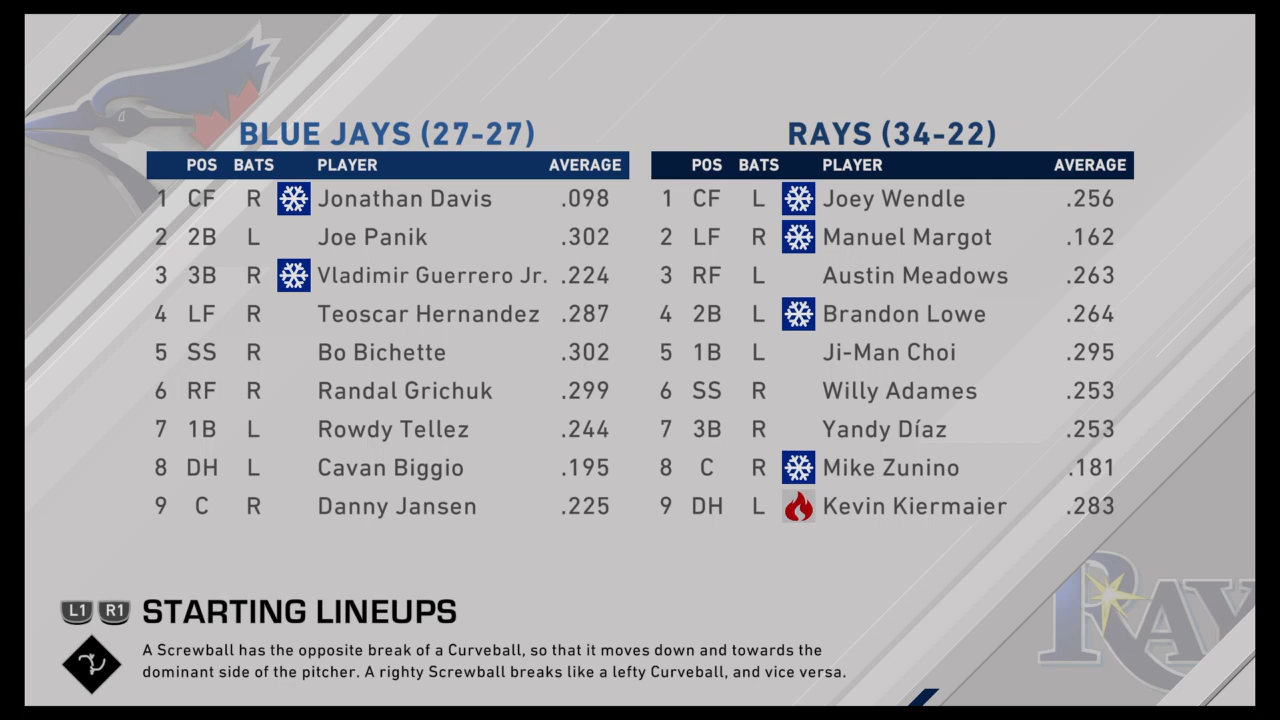 BLUE JAYS (27-27)
POS BATS PLAYER AVERAGE
1 CF R Jonathan Davis .098
2 2B L Joe Panik .302
3 3B R Vladimir Guerrero Jr. .224
4 LF R Teoscar Hernandez .287
5 SS R Bo Bichette .302
6 RF R Randal Grichuk .299
7 1B L Rowdy Tellez .244
8 DH L Cavan Biggio .195
9 C R Danny Jansen .225
RAYS (34-22)
POS BATS PLAYER AVERAGE
1 CF L Joey Wendle .256
2 LF R Manuel Margot .162
3 RF L Austin Meadows .263
4 2B L Brandon Lowe .264
5 1B L Ji-Man Choi .295
6 SS R Willy Adames .253
7 3B R Yandy Díaz .253
8 C R Mike Zunino .181
9 DH L Kevin Kiermaier .283
L1 R1 STARTING LINEUPS
A Screwball has the opposite break of a Curveball, so that it moves down and towards the
dominant side of the pitcher. A righty Screwball breaks like a lefty Curveball, and vice versa.
RAY